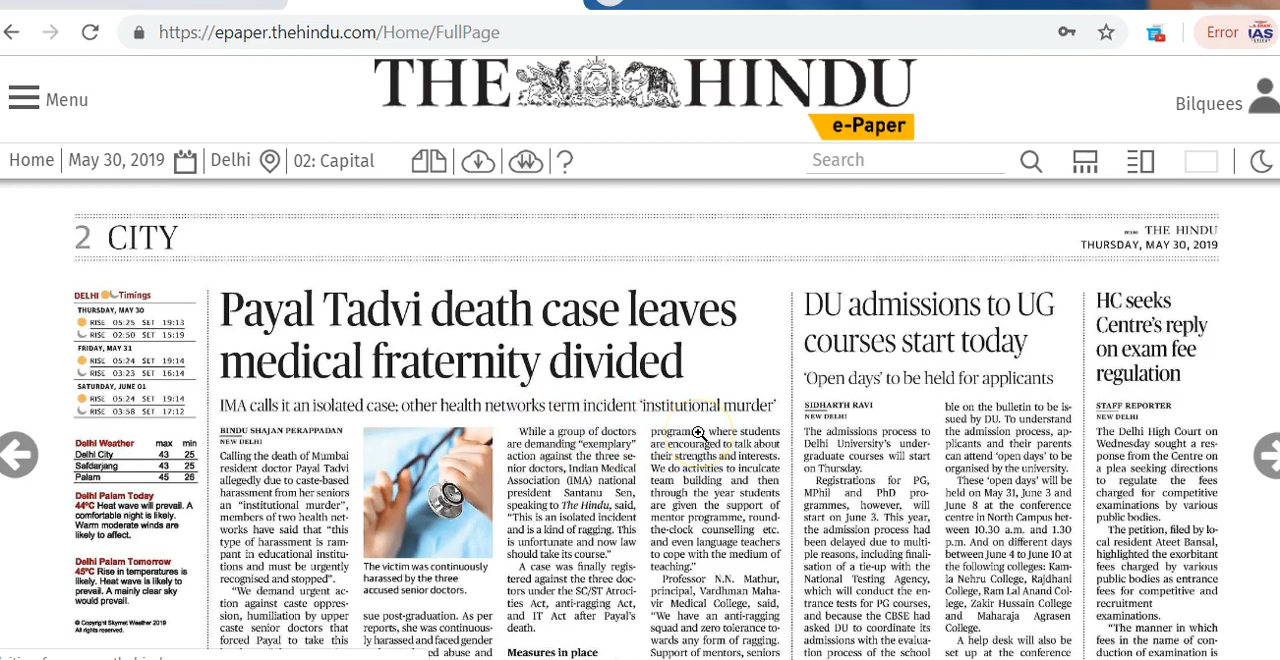 https://epaper.thehindu.com/Home/FullPage
Error
IAS
Menu
THE HINDU
e-Paper
Bilquees
Home
May 30, 2019
Delhi
02: Capital
?
Search
2 CITY
THE HINDU
THURSDAY, MAY 30, 2019
DELHI Timings
THURSDAY, MAY 30
RISE 05:25 SET 19:13
RISE 02:50 SET 15:19
FRIDAY, MAY 31
RISE 05:24 SET 19:14
RISE 03:23 SET 16:14
SATURDAY, JUNE 01
RISE 05:24 SET 19:14
RISE 03:58 SET 17:12
Delhi Weather max min
Delhi City 43 25
Safdarjang 43 25
Palam 45 26
Delhi Palam Today
44°C Heat wave will prevail. A
comfortable night is likely.
Warm moderate winds are
likely to affect.
Delhi Palam Tomorrow
45°C Rise in temperatures is
likely. Heat wave is likely to
prevail. A mainly clear sky
would prevail.
© Copyright Skymet Weather 2019
All rights reserved.
Payal Tadvi death case leaves
medical fraternity divided
IMA calls it an isolated case; other health networks term incident ‘institutional murder’
BINDU SHAJAN PERAPPADAN
NEW DELHI
Calling the death of Mumbai
resident doctor Payal Tadvi
allegedly due to caste-based
harassment from her seniors
an “institutional murder”,
members of two health net-
works have said that “this
type of harassment is ram-
pant in educational institu-
tions and must be urgently
recognised and stopped”.
“We demand urgent ac-
tion against caste oppres-
sion, humiliation by upper
caste senior doctors that
forced Payal to take this
The victim was continuously
harassed by the three
accused senior doctors.
sue post-graduation. As per
reports, she was continuous-
ly harassed and faced gender
abuse and
While a group of doctors
are demanding “exemplary”
action against the three se-
nior doctors, Indian Medical
Association (IMA) national
president Santanu Sen,
speaking to The Hindu, said,
“This is an isolated incident
and is a kind of ragging. This
is unfortunate and now law
should take its course.”
A case was finally regis-
tered against the three doc-
tors under the SC/ST Atroci-
ties Act, anti-ragging Act,
and IT Act after Payal’s
death.
Measures in place
where students
are encouraged to talk about
their strengths and interests.
We do activities to inculcate
team building and then
through the year students
are given the support of
mentor programme, round-
the-clock counselling etc.
and even language teachers
to cope with the medium of
teaching.”
Professor N.N. Mathur,
principal, Vardhman Maha-
vir Medical College, said,
“We have an anti-ragging
squad and zero tolerance to-
wards any form of ragging.
Support of mentors, seniors
DU admissions to UG
courses start today
‘Open days’ to be held for applicants
SIDHARTH RAVI
NEW DELHI
The admissions process to
Delhi University’s under-
graduate courses will start
on Thursday.
Registrations for PG,
MPhil and PhD pro-
grammes, however, will
start on June 3. This year,
the admission process had
been delayed due to multi-
ple reasons, including finali-
sation of a tie-up with the
National Testing Agency,
which will conduct the en-
trance tests for PG courses,
and because the CBSE had
asked DU to coordinate its
admissions with the evalua-
tion process of the school
ble on the bulletin to be is-
sued by DU. To understand
the admission process, ap-
plicants and their parents
can attend ‘open days’ to be
organised by the university.
These ‘open days’ will be
held on May 31, June 3 and
June 8 at the conference
centre in North Campus bet-
ween 10.30 a.m. and 1.30
p.m. And on different days
between June 4 to June 10 at
the following colleges: Kam-
la Nehru College, Rajdhani
College, Ram Lal Anand Col-
lege, Zakir Hussain College
and Maharaja Agrasen
College.
A help desk will also be
set up at the conference
HC seeks
Centre’s reply
on exam fee
regulation
STAFF REPORTER
NEW DELHI
The Delhi High Court on
Wednesday sought a res-
ponse from the Centre on
a plea seeking directions
to regulate the fees
charged for competitive
examinations by various
public bodies.
The petition, filed by lo-
cal resident Ateet Bansal,
highlighted the exorbitant
fees charged by various
public bodies as entrance
fees for competitive and
recruitment
examinations.
“The manner in which
fees in the name of con-
duction of examination is